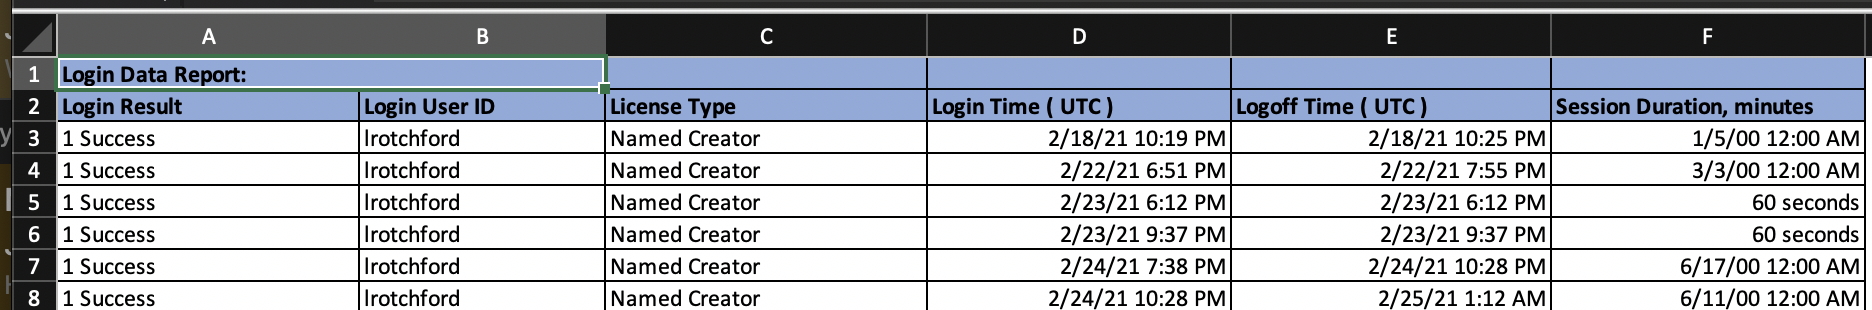 A B C D E F
1 Login Data Report:
2 Login Result Login User ID License Type Login Time ( UTC ) Logoff Time ( UTC ) Session Duration, minutes
3 1 Success lrotchford Named Creator 2/18/21 10:19 PM 2/18/21 10:25 PM 1/5/00 12:00 AM
4 1 Success lrotchford Named Creator 2/22/21 6:51 PM 2/22/21 7:55 PM 3/3/00 12:00 AM
5 1 Success lrotchford Named Creator 2/23/21 6:12 PM 2/23/21 6:12 PM 60 seconds
6 1 Success lrotchford Named Creator 2/23/21 9:37 PM 2/23/21 9:37 PM 60 seconds
7 1 Success lrotchford Named Creator 2/24/21 7:38 PM 2/24/21 10:28 PM 6/17/00 12:00 AM
8 1 Success lrotchford Named Creator 2/24/21 10:28 PM 2/25/21 1:12 AM 6/11/00 12:00 AM